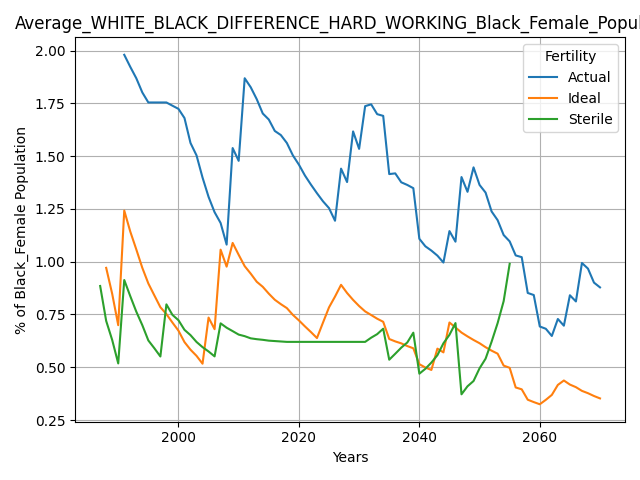 Average_WHITE_BLACK_DIFFERENCE_HARD_WORKING_Black_Female_Popul
Fertility
Actual
Ideal
Sterile
% of Black_Female Population
2.00
1.75
1.50
1.25
1.00
0.75
0.50
0.25
2000 2020 2040 2060
Years